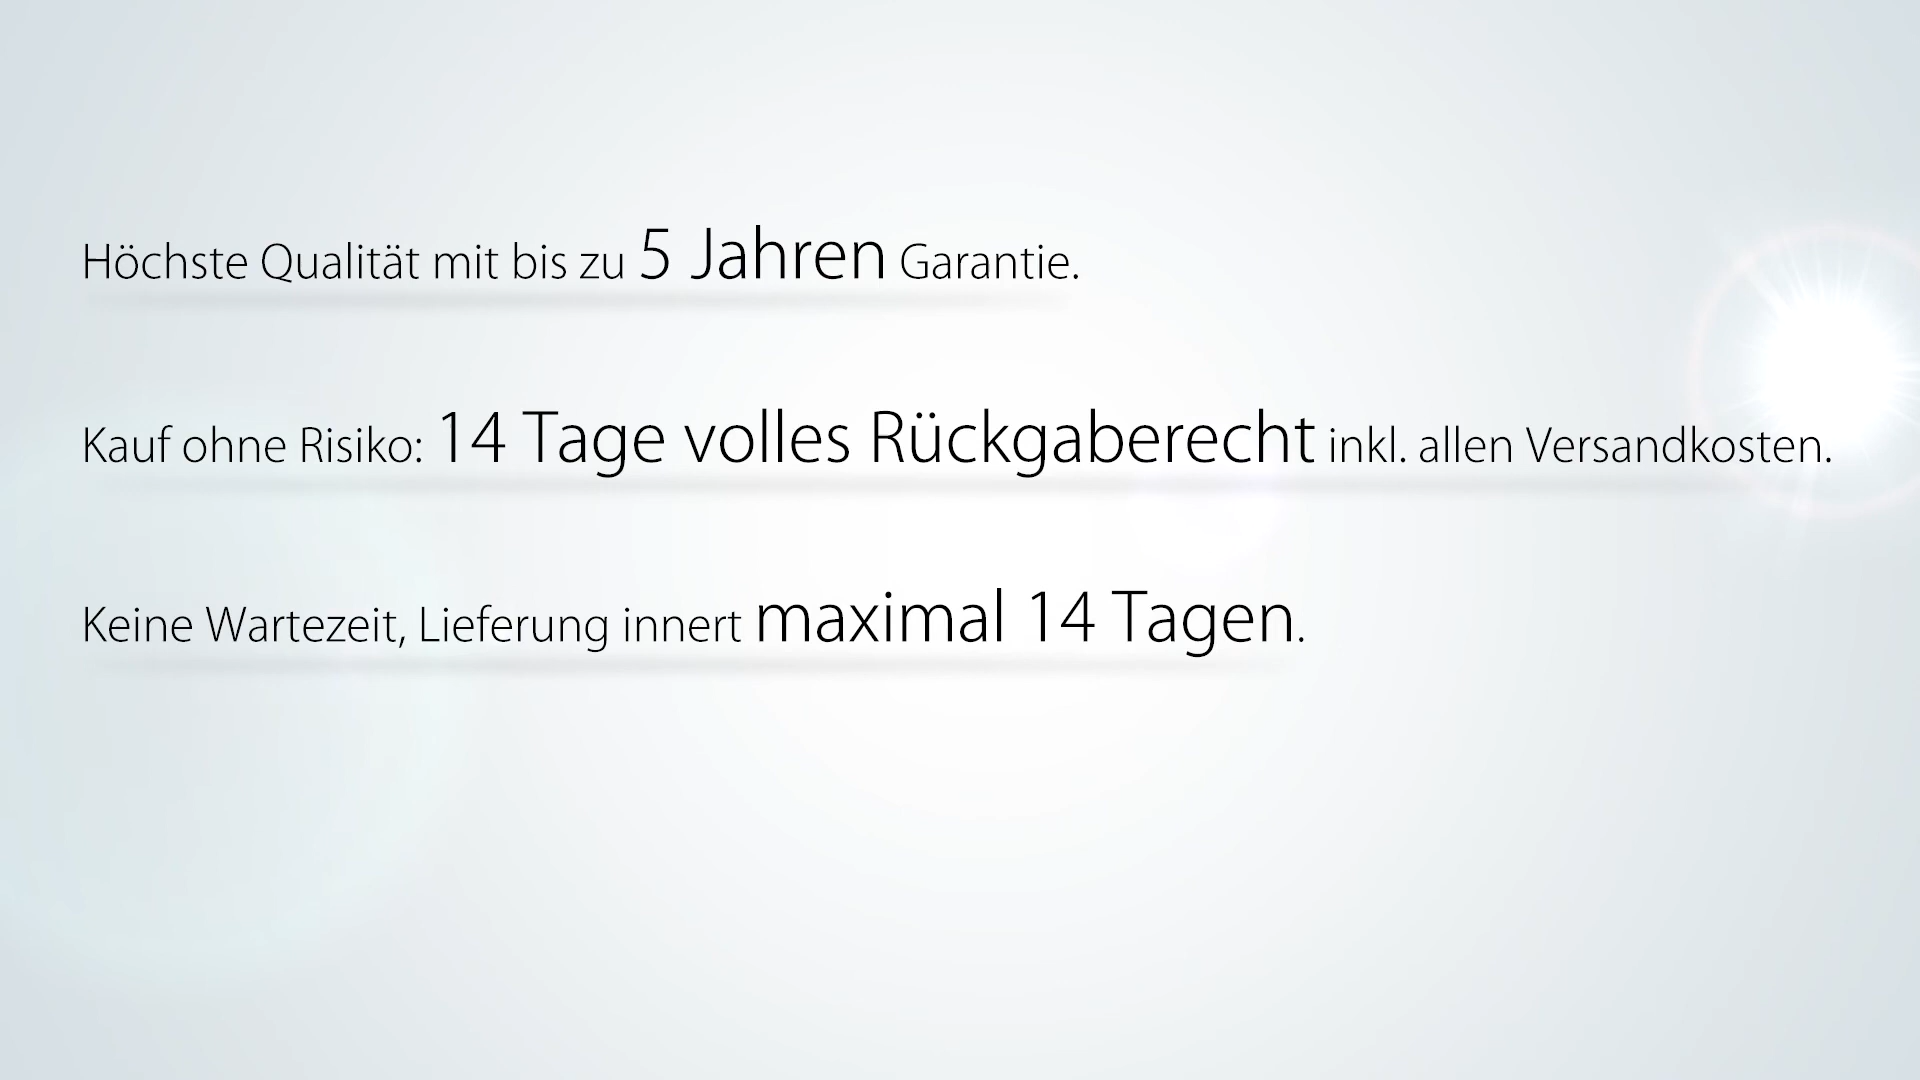 Höchste Qualität mit bis zu 5 Jahren Garantie.
Kauf ohne Risiko: 14 Tage volles Rückgaberecht inkl. allen Versandkosten.
Keine Wartezeit, Lieferung innert maximal 14 Tagen.